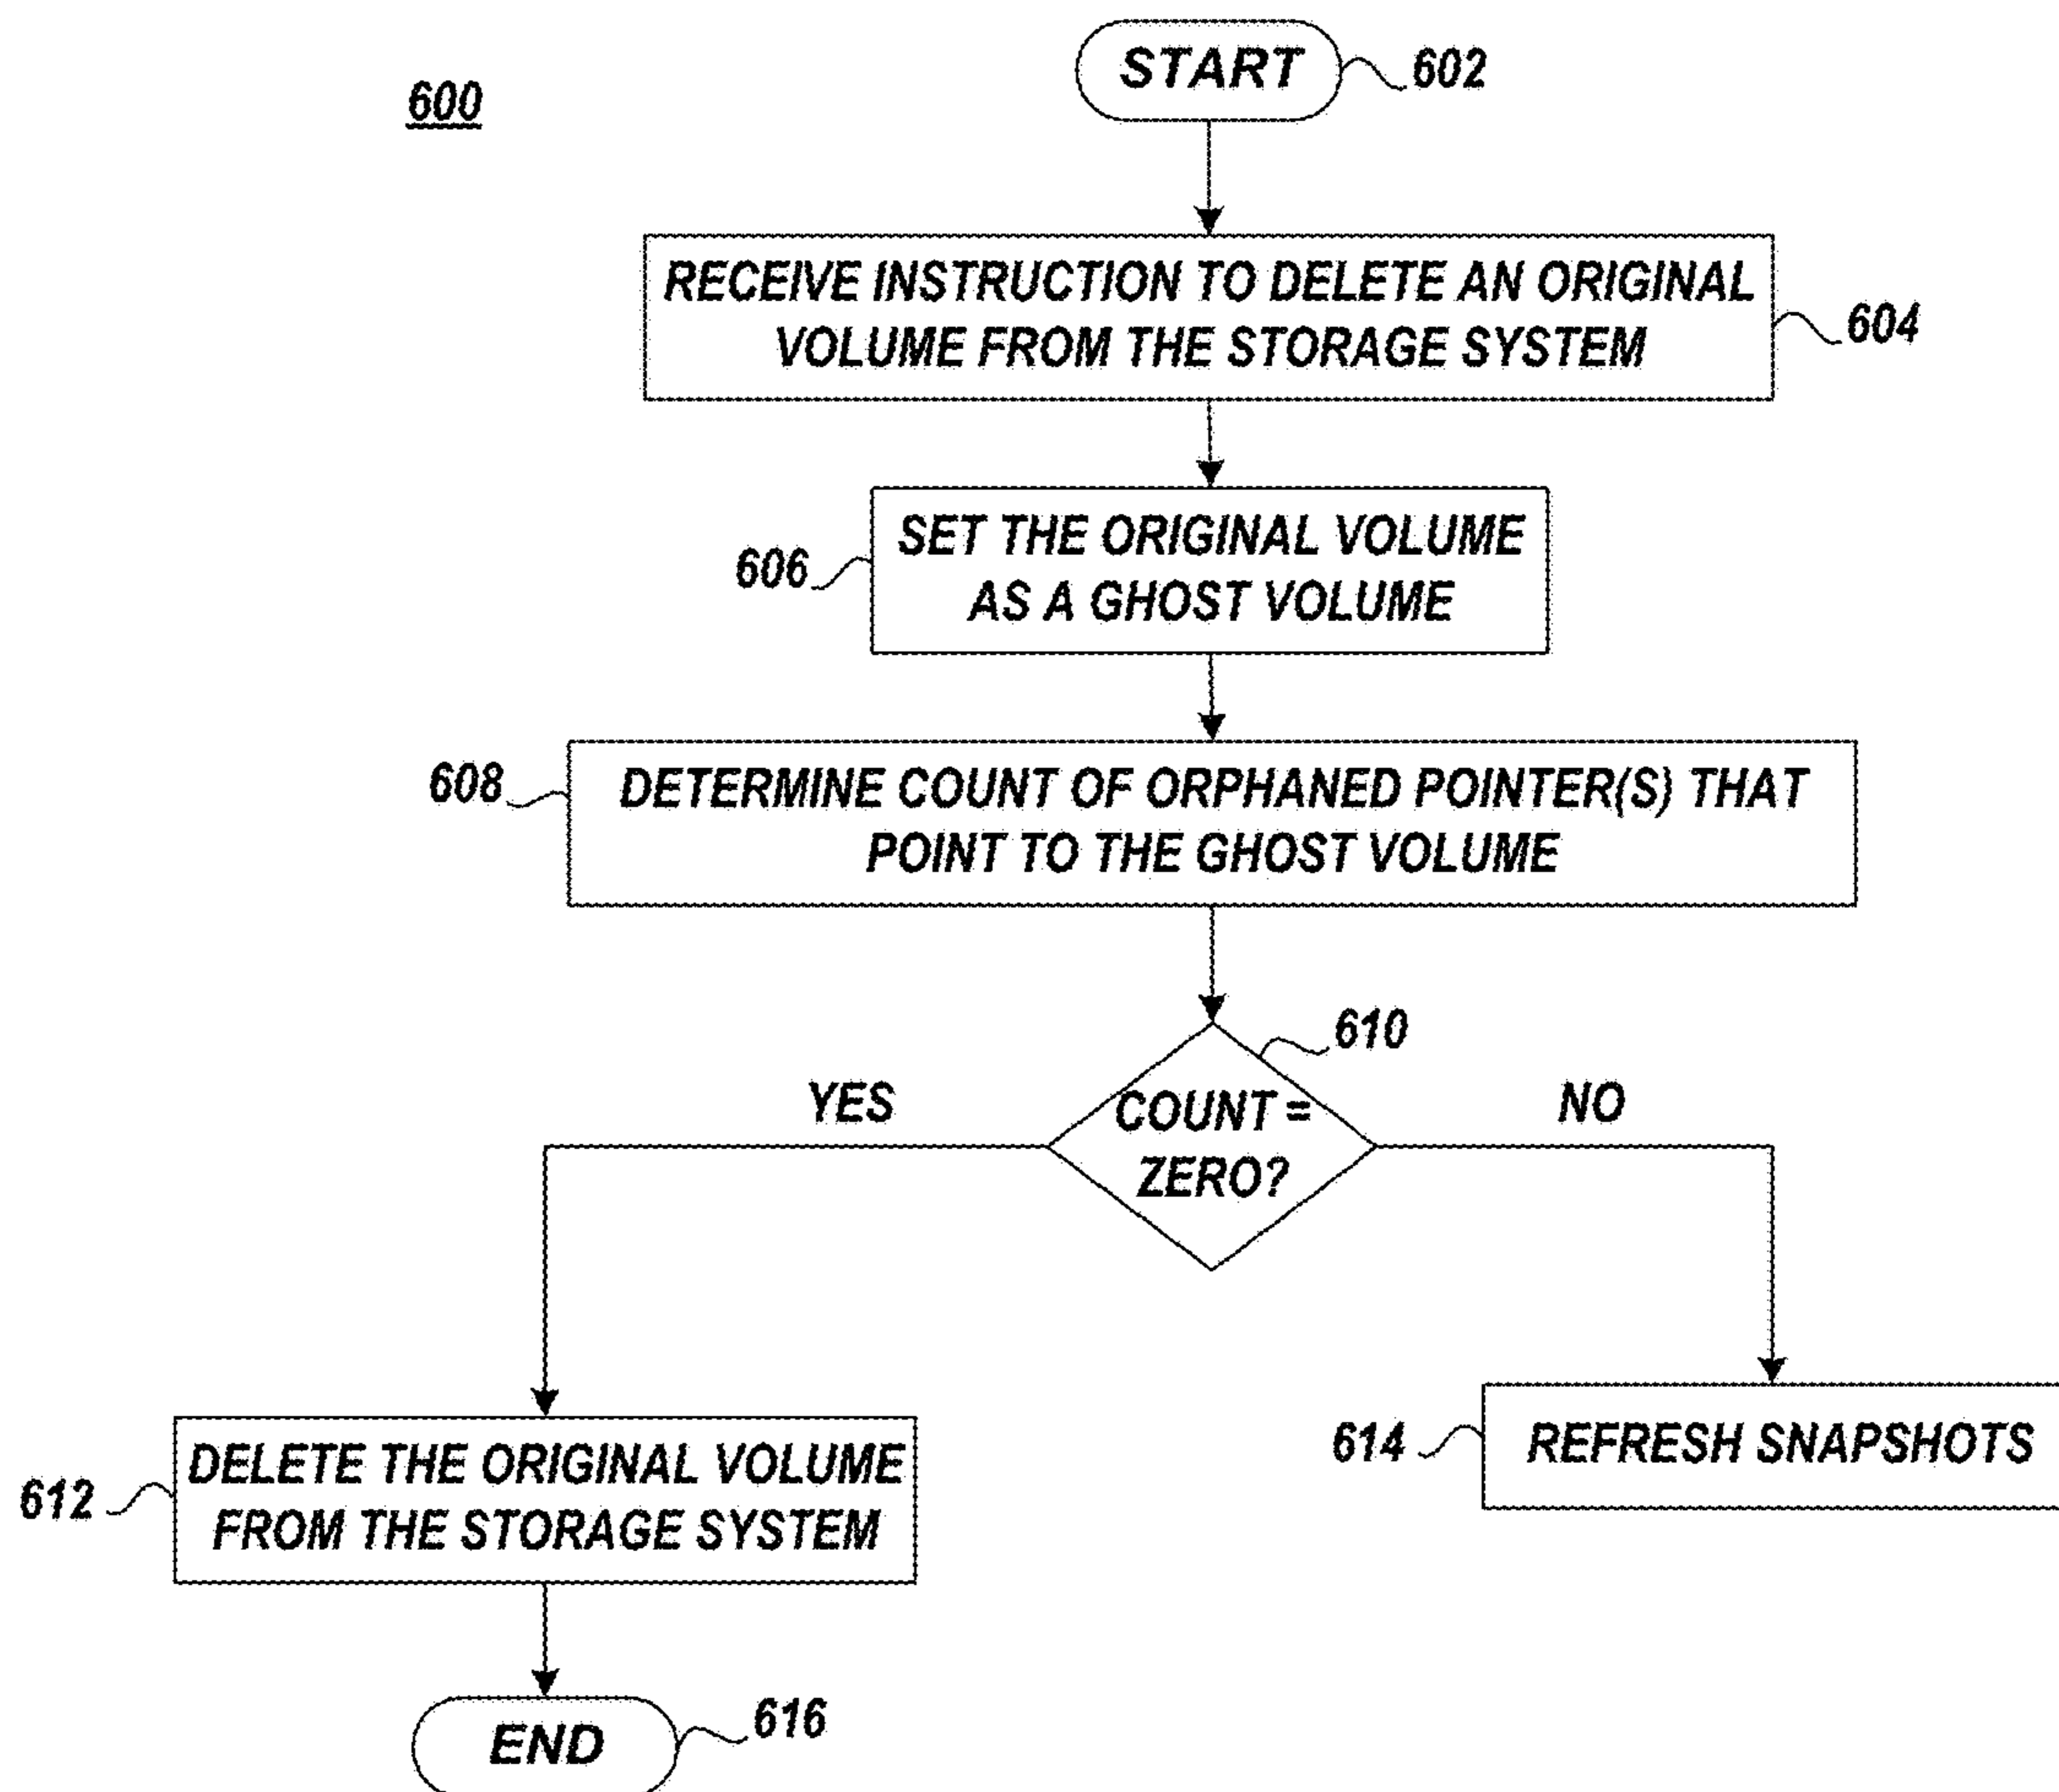 600
START
602
RECEIVE INSTRUCTION TO DELETE AN ORIGINAL
VOLUME FROM THE STORAGE SYSTEM
604
SET THE ORIGINAL VOLUME
AS A GHOST VOLUME
606
DETERMINE COUNT OF ORPHANED POINTER(S) THAT
POINT TO THE GHOST VOLUME
608
610
COUNT =
ZERO?
YES
NO
DELETE THE ORIGINAL VOLUME
FROM THE STORAGE SYSTEM
612
614
REFRESH SNAPSHOTS
END
616